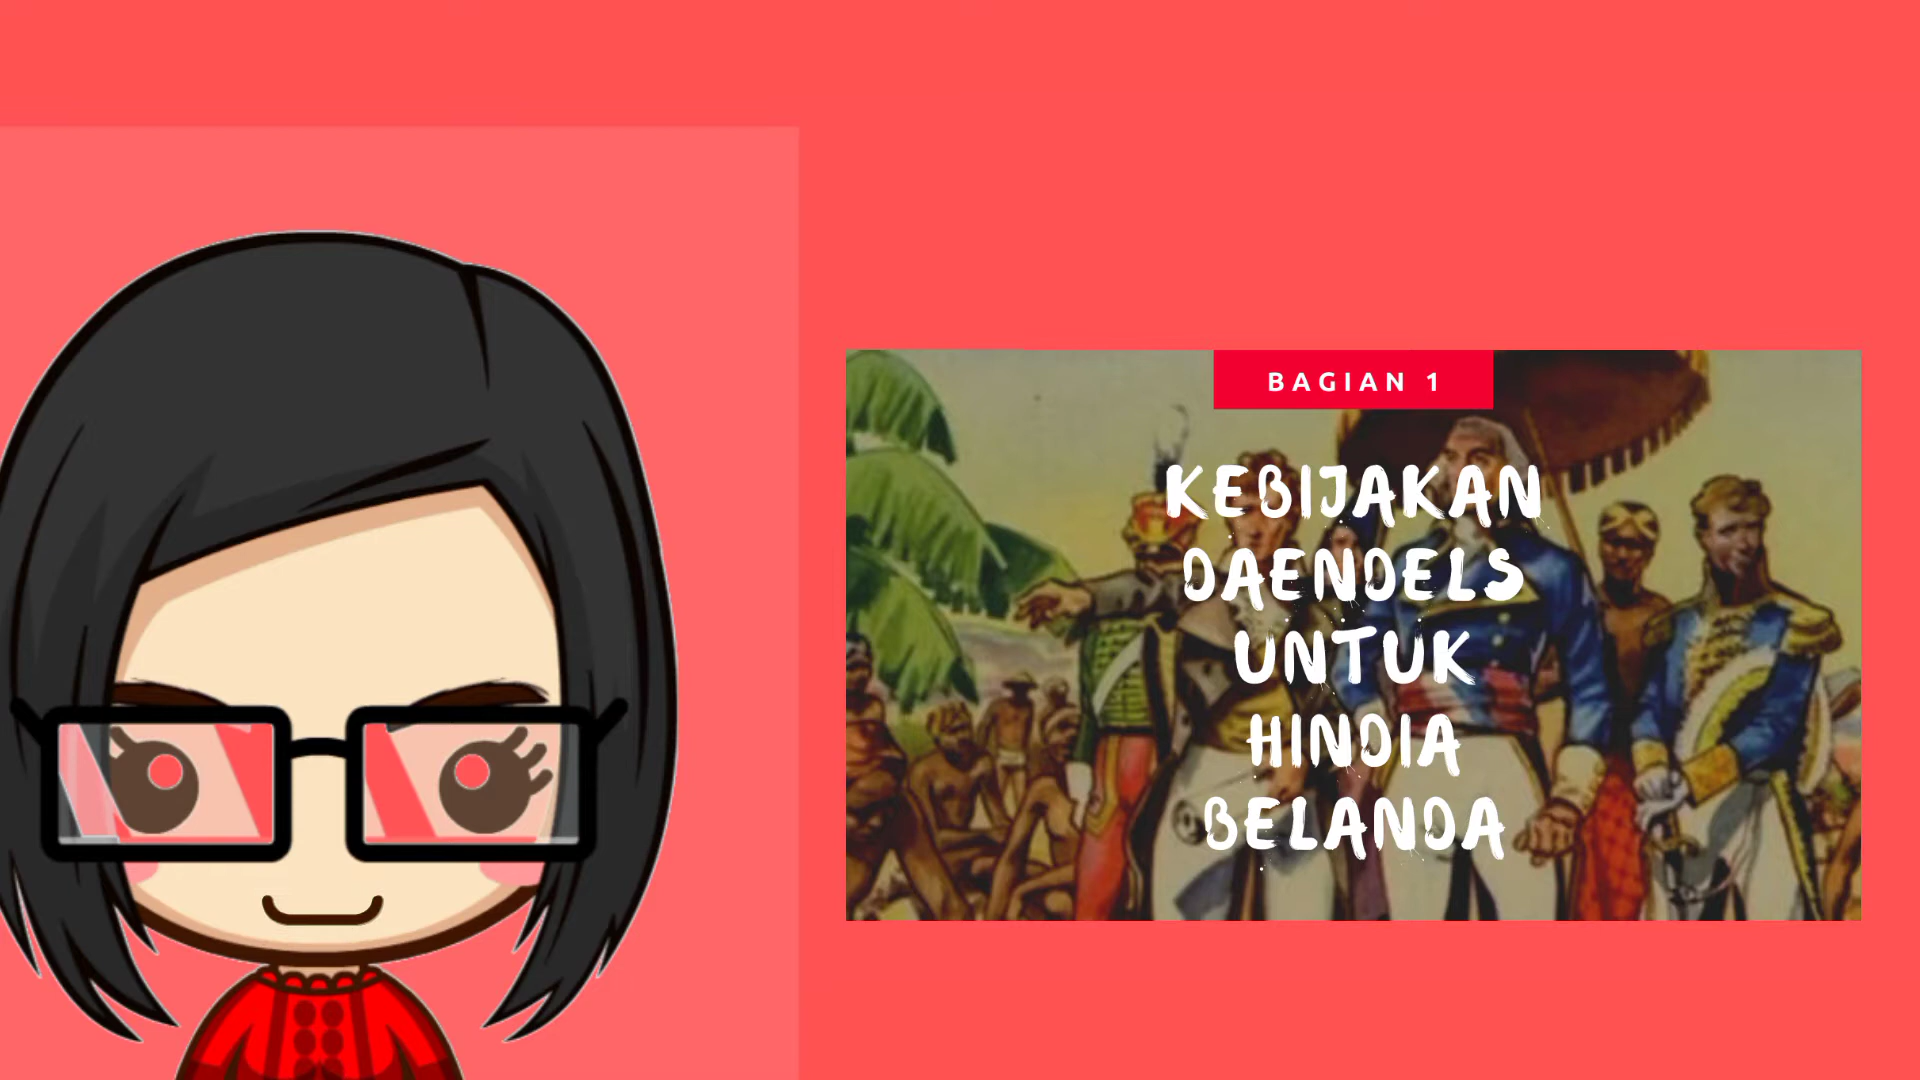 BAGIAN 1
KEBIJAKAN
DAENDELS
UNTUK
HINDIA
BELANDA